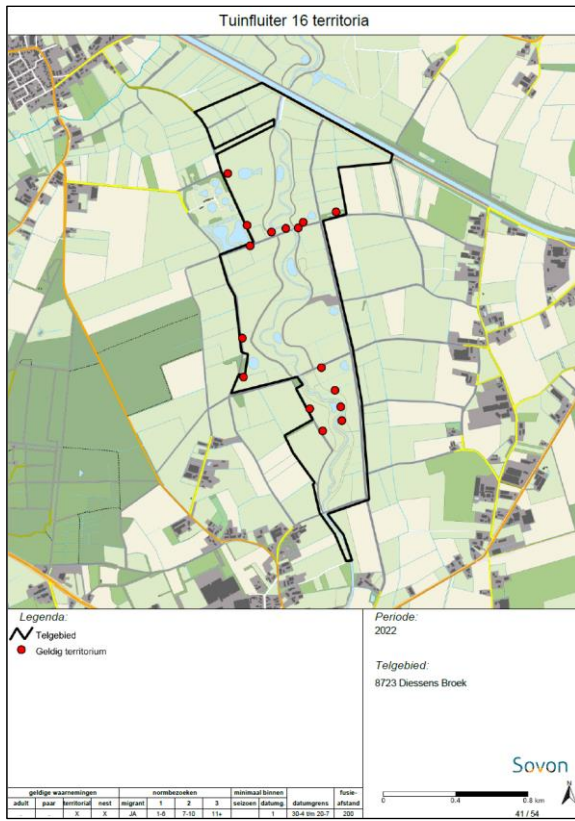 Tuinfluiter 16 territoria
Legenda:
Telgebied
Geldig territorium
Periode:
2022
Telgebied:
8723 Diessens Broek
Sovon
0 0.4 0.8 km
N
41 / 54
geldige waarnemingen normbezoeken minimaal binnen fusie-
adult paar territoriaal nest migrant 1 2 3 seizoen datumg. datumgrens afstand
. . X X JA 1-6 7-10 11+ 1 30-4 t/m 20-7 200